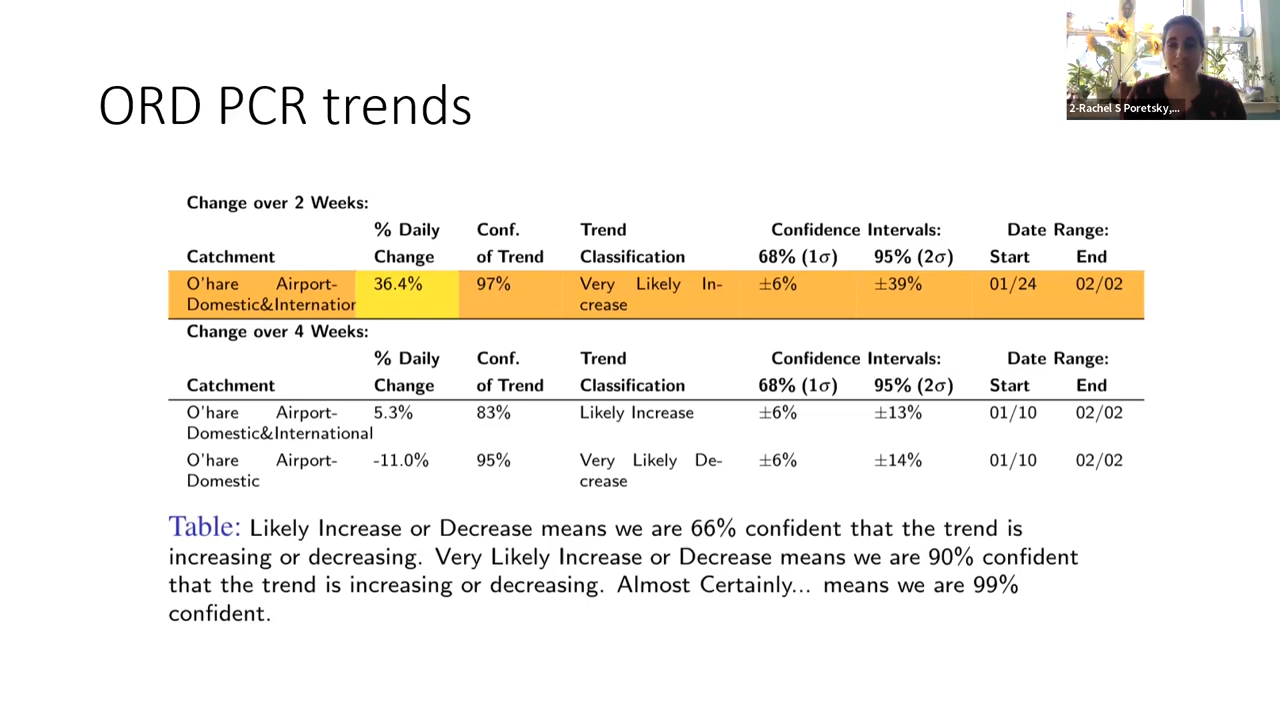 2-Rachel S Poretsky,...
ORD PCR trends
Change over 2 Weeks:
% Daily Conf. Trend Confidence Intervals: Date Range:
Catchment Change of Trend Classification 68% (1σ) 95% (2σ) Start End
O'hare Airport- 36.4% 97% Very Likely In- ±6% ±39% 01/24 02/02
Domestic&Internation crease
Change over 4 Weeks:
% Daily Conf. Trend Confidence Intervals: Date Range:
Catchment Change of Trend Classification 68% (1σ) 95% (2σ) Start End
O'hare Airport- 5.3% 83% Likely Increase ±6% ±13% 01/10 02/02
Domestic&International
O'hare Airport- -11.0% 95% Very Likely De- ±6% ±14% 01/10 02/02
Domestic crease
Table: Likely Increase or Decrease means we are 66% confident that the trend is
increasing or decreasing. Very Likely Increase or Decrease means we are 90% confident
that the trend is increasing or decreasing. Almost Certainly... means we are 99%
confident.